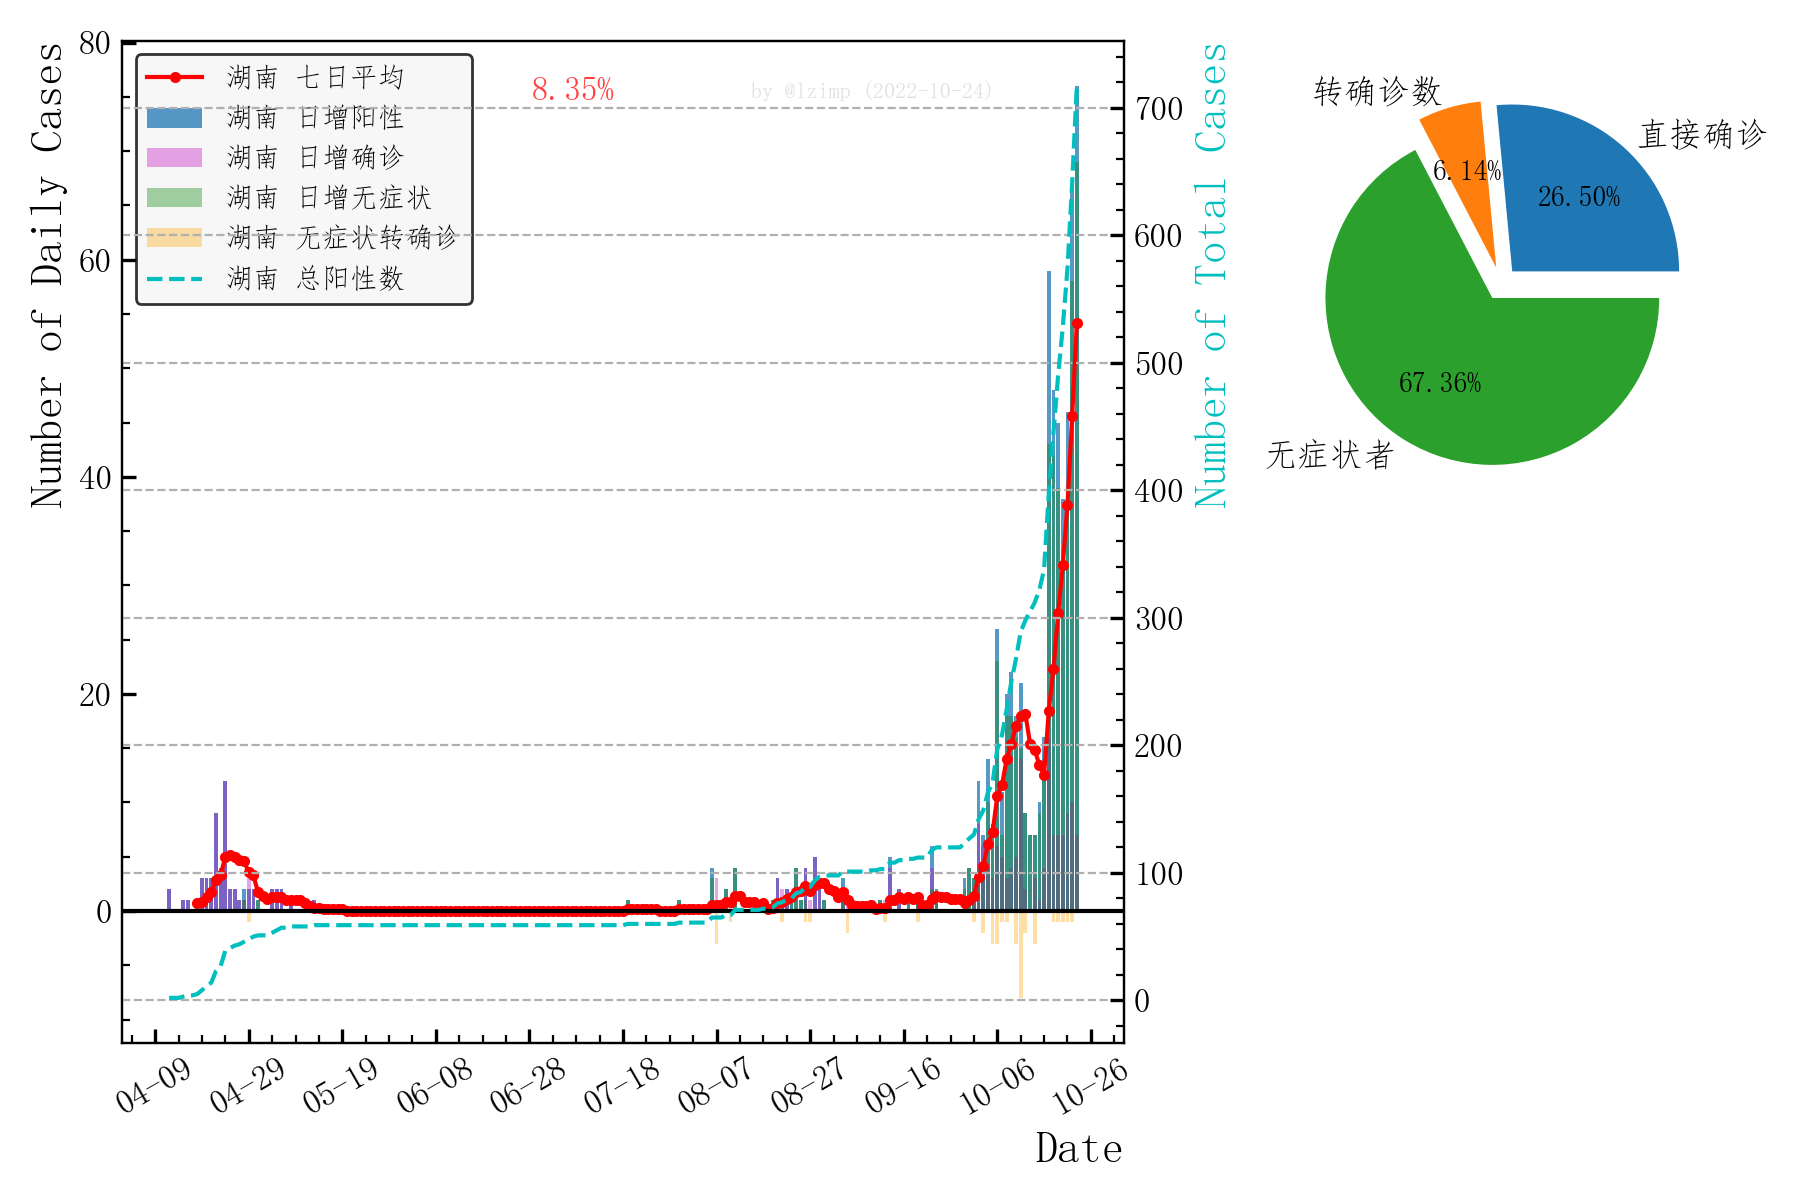 Number of Daily Cases
80
60
40
20
0
湖南 七日平均
湖南 日增阳性
湖南 日增确诊
湖南 日增无症状
湖南 无症状转确诊
湖南 总阳性数
8.35%
by @lzimp (2022-10-24)
700
600
500
400
300
200
100
0
Number of Total Cases
04-09
04-29
05-19
06-08
06-28
07-18
08-07
08-27
09-16
10-06
10-26
Date
转确诊数
直接确诊
6.14%
26.50%
67.36%
无症状者